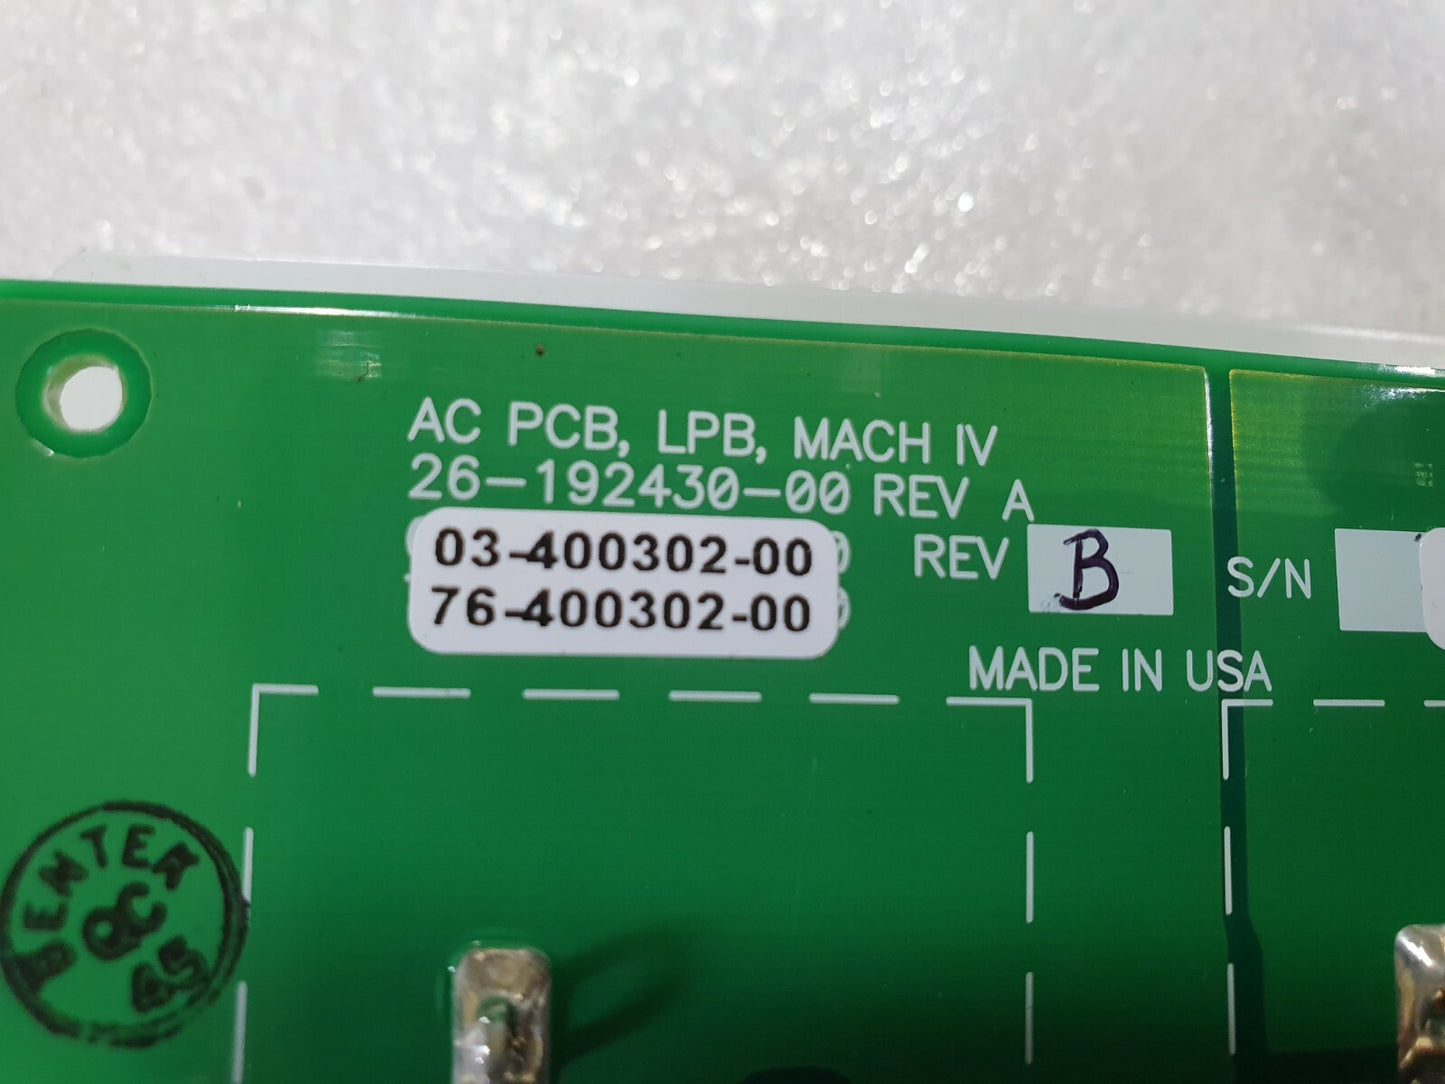 AC PCB, LPB, MACH IV
26-192430-00 REV A
03-400302-00 REV B S/N
76-400302-00
MADE IN USA
BENTER
QC